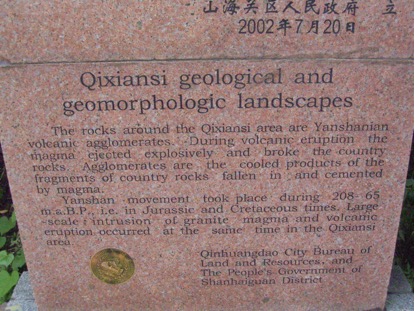 山海关区人民政府 立
2002年7月20日
Qixiansi geological and
geomorphologic landscapes
The rocks around the Qixiansi area are Yanshanian
volcanic agglomerates. During volcanic eruption the
magma ejected explosively and broke the country
rocks. Agglomerates are the cooled products of the
fragments of country rocks fallen in and cemented
by magma.
Yanshan movement took place during 208-65
m.a.B.P., i.e. in Jurassic and Cretaceous times. Large
-scale intrusion of granite magma and volcanic
eruption occurred at the same time in the Qixiansi
area.
Qinhuangdao City Bureau of
Land and Resources, and
The People's Government of
Shanhaiguan District